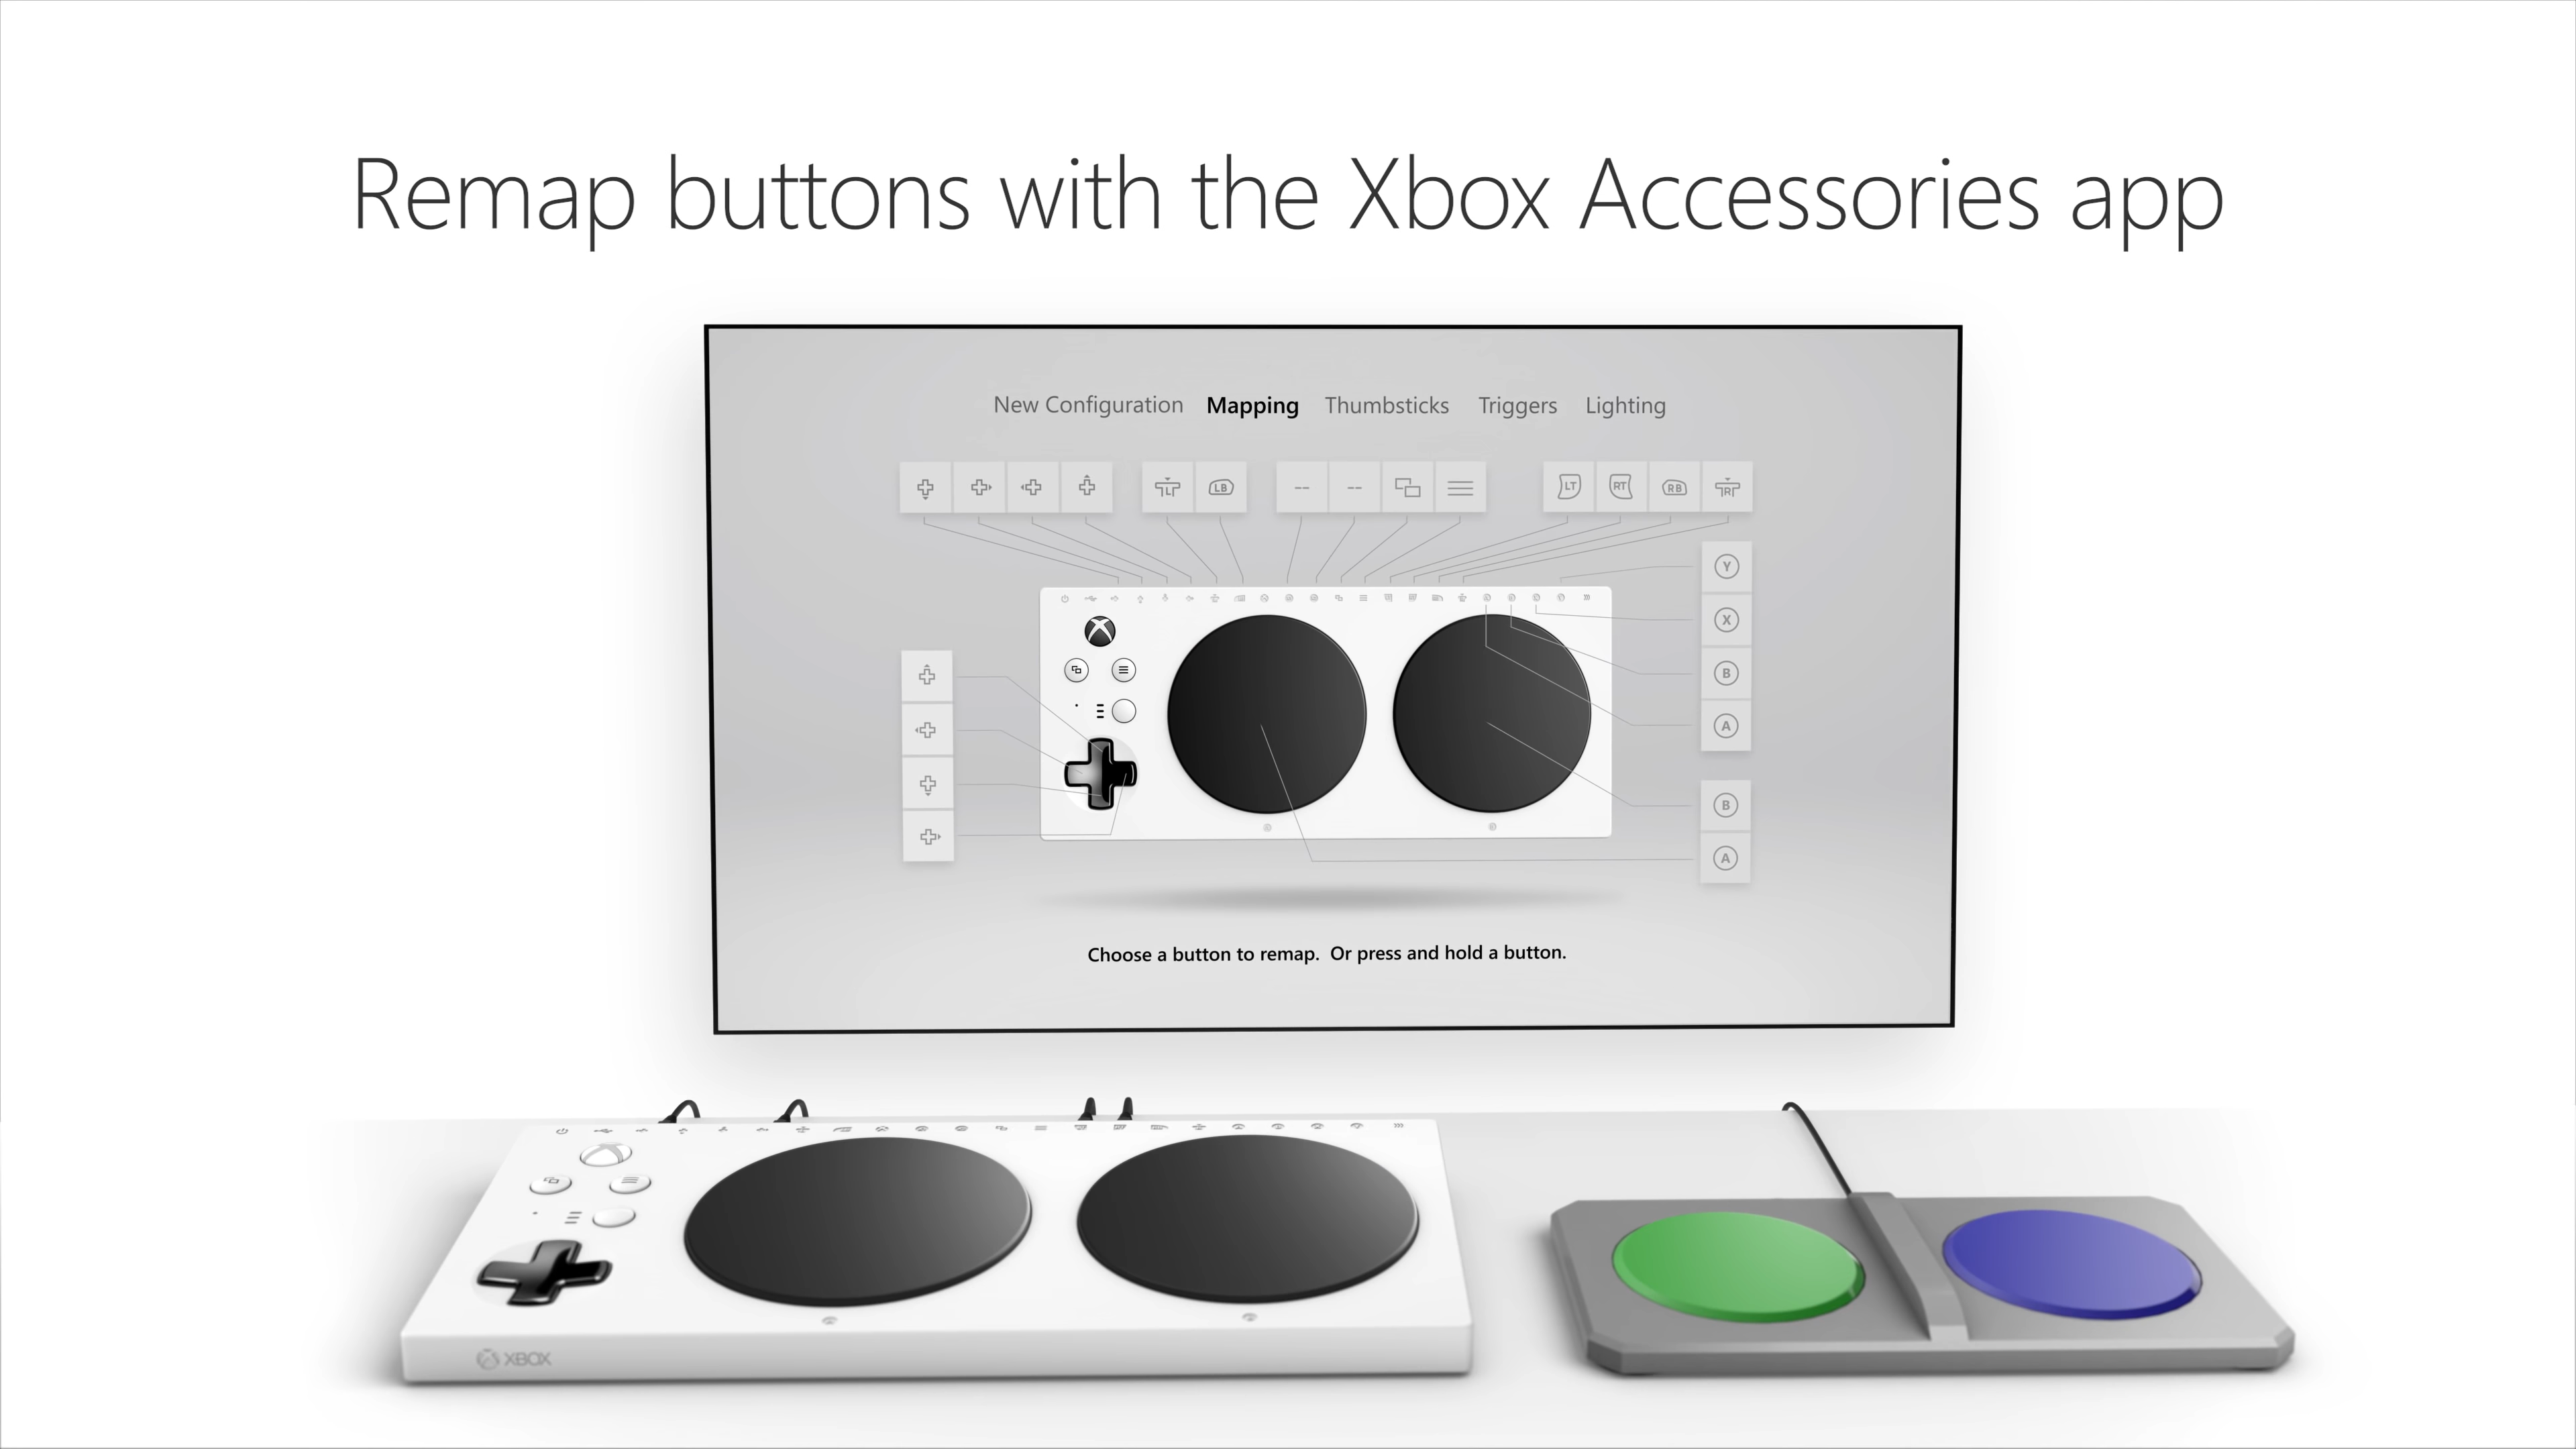 Remap buttons with the Xbox Accessories app
New Configuration Mapping Thumbsticks Triggers Lighting
L LB -- -- LT RT RB R
Y
X
B
A
B
A
Choose a button to remap. Or press and hold a button.
XBOX